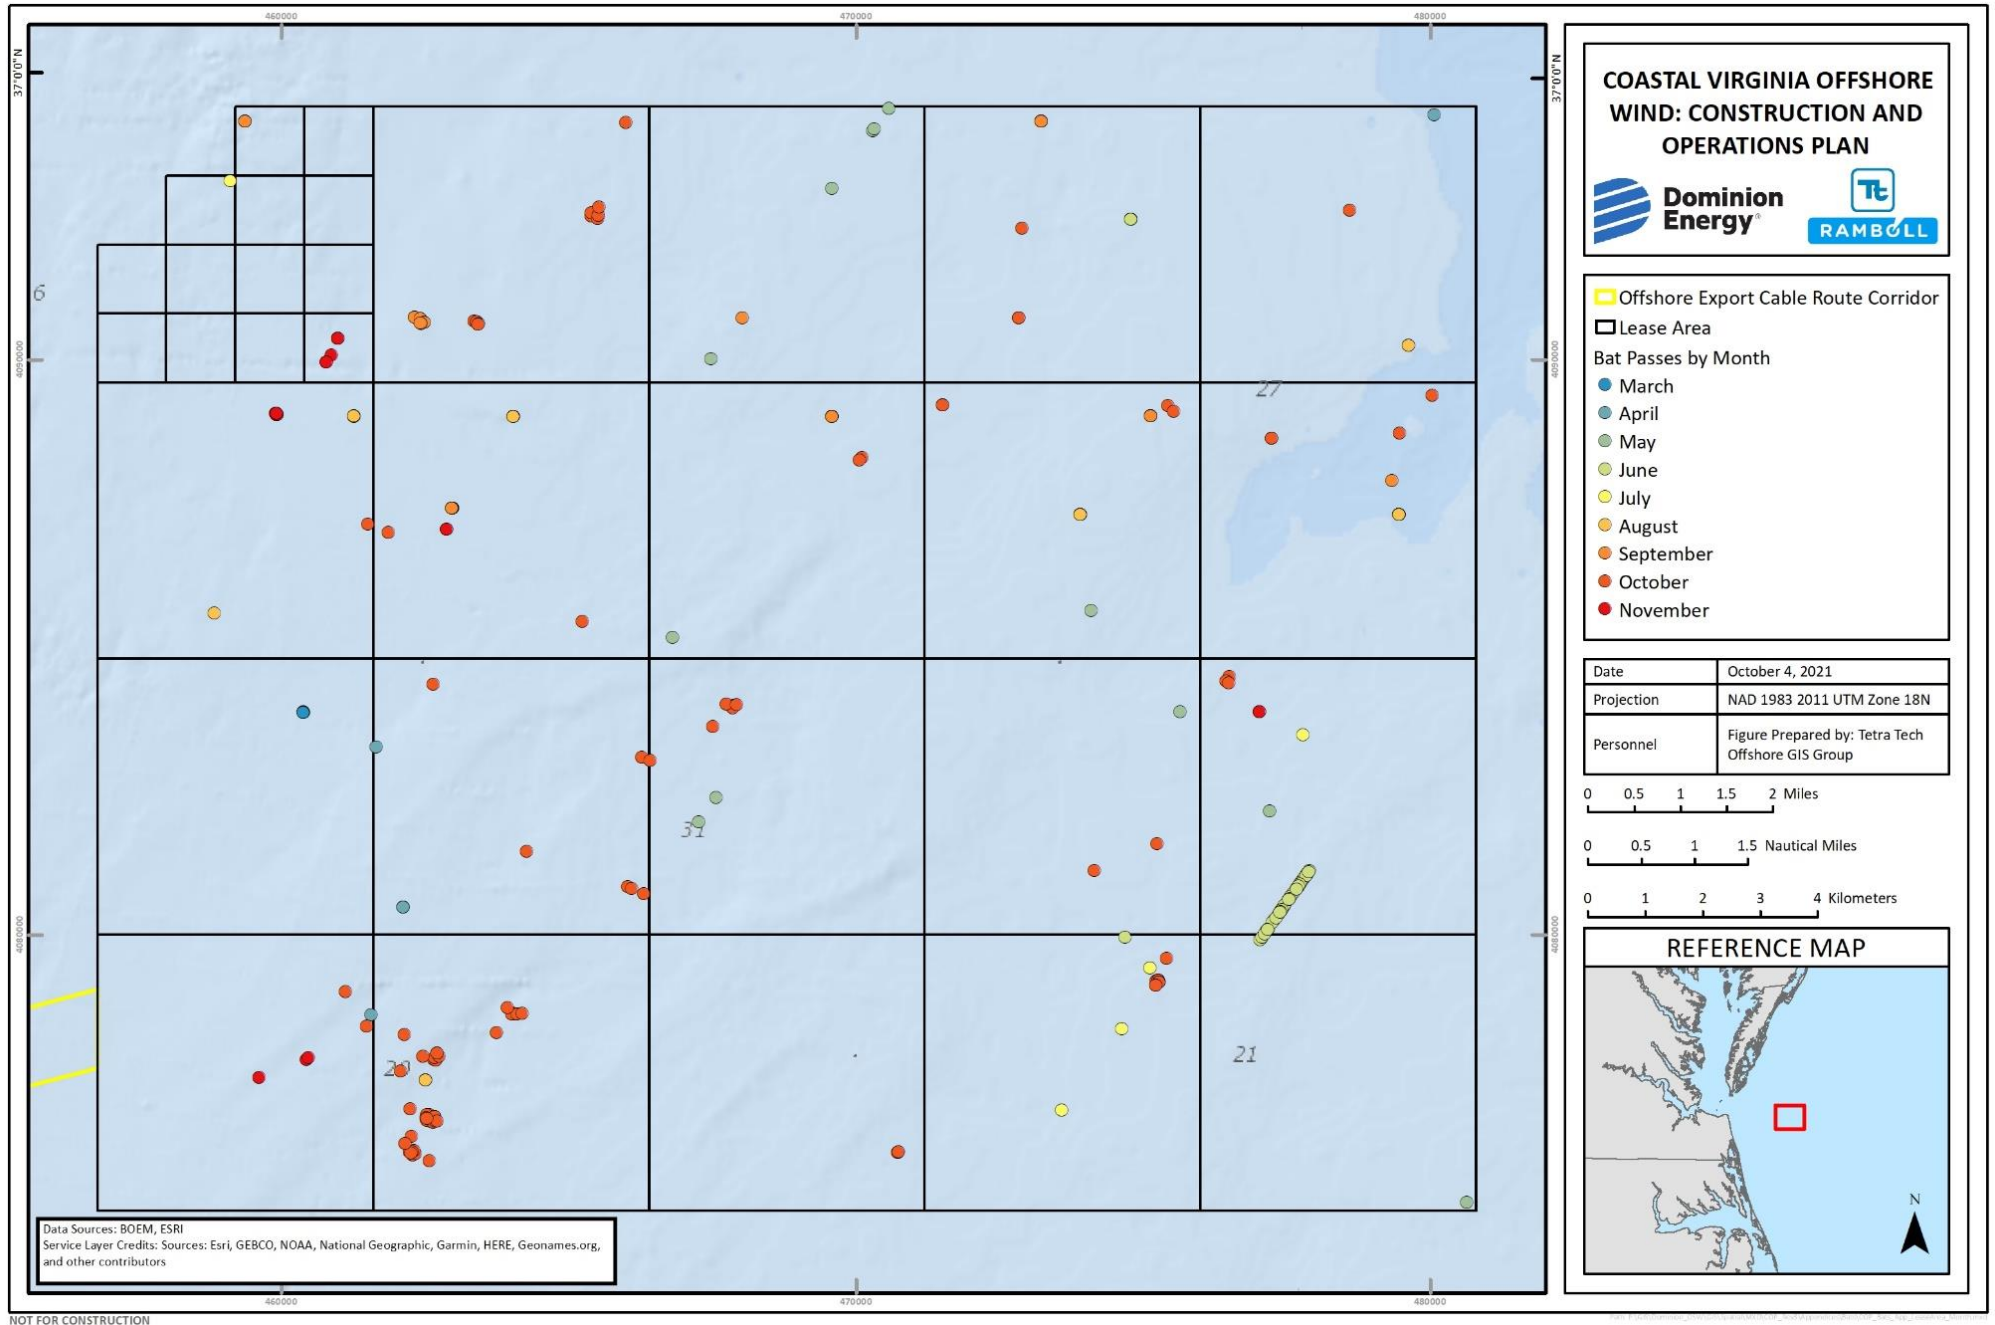 460000
470000
480000
37°0'0"N
37°0'0"N
COASTAL VIRGINIA OFFSHORE
WIND: CONSTRUCTION AND
OPERATIONS PLAN
Dominion
Energy®
Tt
RAMBOLL
6
4090000
4090000
27
Offshore Export Cable Route Corridor
Lease Area
Bat Passes by Month
March
April
May
June
July
August
September
October
November
Date October 4, 2021
Projection NAD 1983 2011 UTM Zone 18N
Personnel Figure Prepared by: Tetra Tech
Offshore GIS Group
0 0.5 1 1.5 2 Miles
0 0.5 1 1.5 Nautical Miles
0 1 2 3 4 Kilometers
31
4080000
4080000
REFERENCE MAP
21
N
Data Sources: BOEM, ESRI
Service Layer Credits: Sources: Esri, GEBCO, NOAA, National Geographic, Garmin, HERE, Geonames.org,
and other contributors
460000
470000
480000
NOT FOR CONSTRUCTION